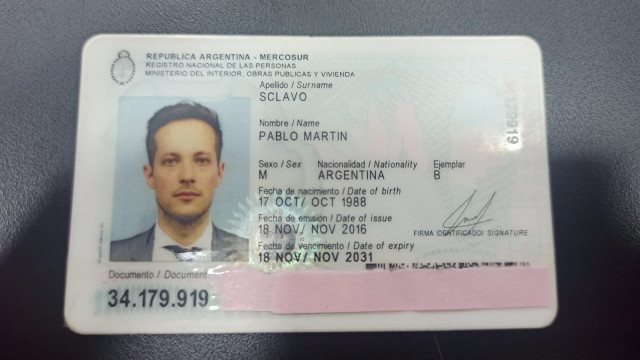 REPUBLICA ARGENTINA - MERCOSUR
REGISTRO NACIONAL DE LAS PERSONAS
MINISTERIO DEL INTERIOR, OBRAS PUBLICAS Y VIVIENDA
Apellido / Surname
SCLAVO
Nombre / Name
PABLO MARTIN
Sexo / Sex Nacionalidad / Nationality Ejemplar
M ARGENTINA B
Fecha de nacimiento / Date of birth
17 OCT/ OCT 1988
Fecha de emisión / Date of issue
18 NOV/ NOV 2016
FIRMA IDENTIFICADO/ SIGNATURE
Fecha de vencimiento / Date of expiry
18 NOV/ NOV 2031
Documento / Document
34.179.919